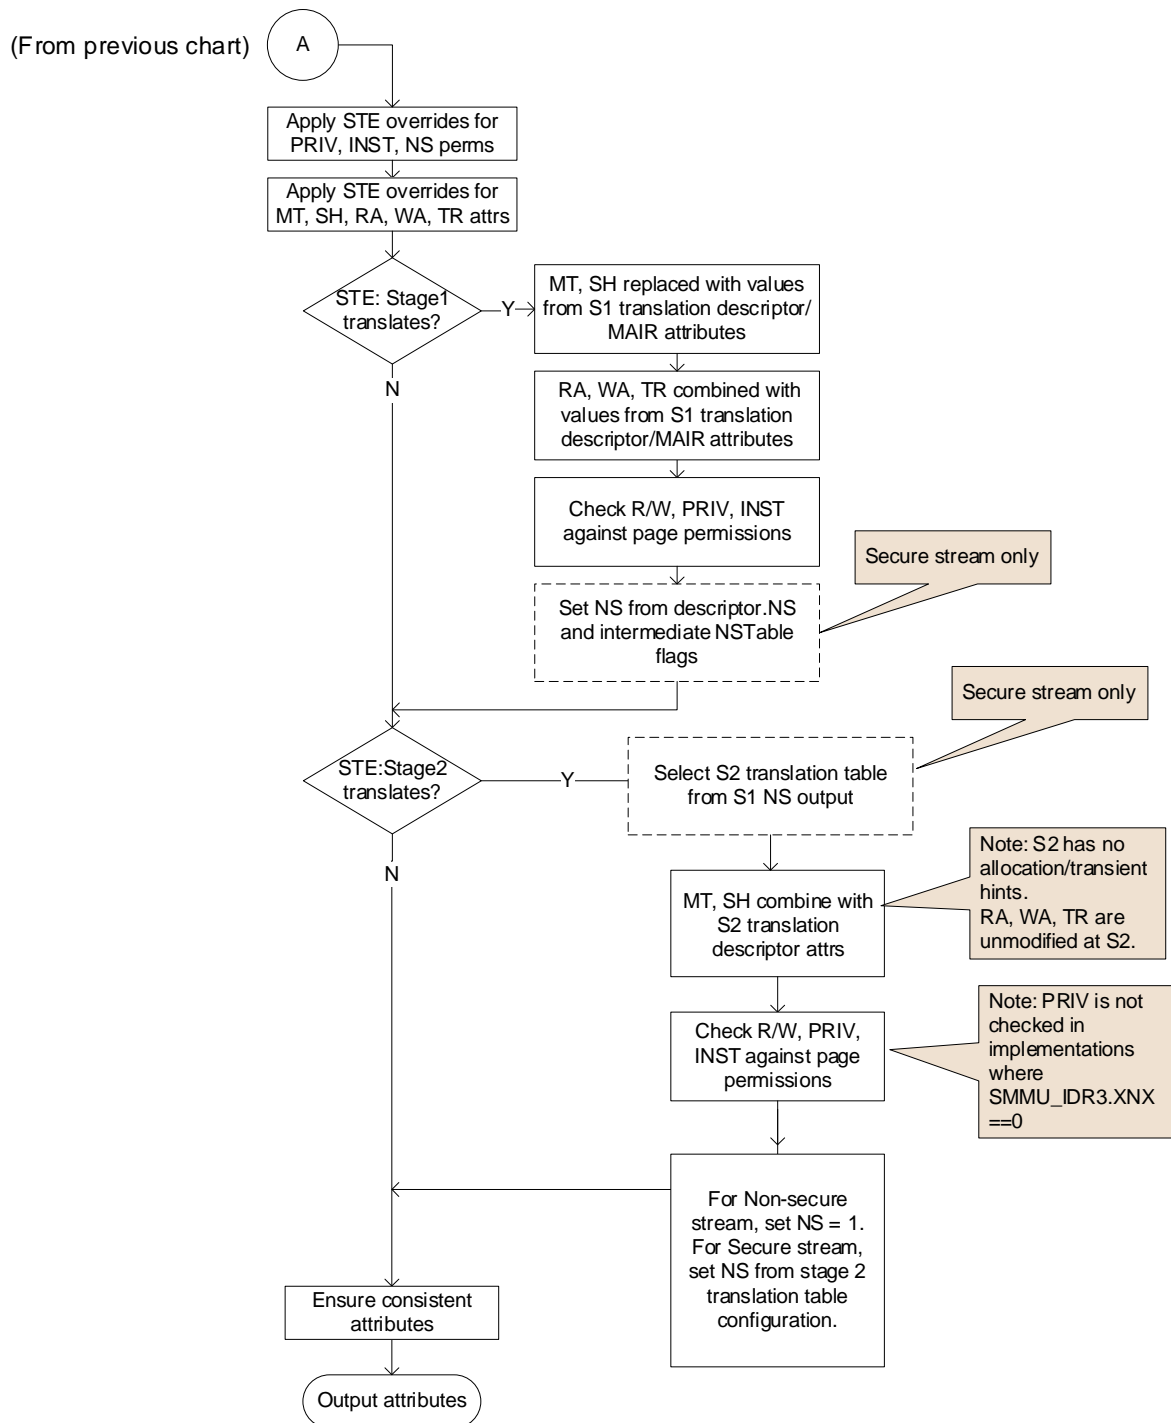 (From previous chart)
A
Apply STE overrides for
PRIV, INST, NS perms
Apply STE overrides for
MT, SH, RA, WA, TR attrs
STE: Stage1
translates?
Y
N
MT, SH replaced with values
from S1 translation descriptor/
MAIR attributes
RA, WA, TR combined with
values from S1 translation
descriptor/MAIR attributes
Check R/W, PRIV, INST
against page permissions
Secure stream only
Set NS from descriptor.NS
and intermediate NSTable
flags
Secure stream only
STE:Stage2
translates?
Y
N
Select S2 translation table
from S1 NS output
MT, SH combine with
S2 translation
descriptor attrs
Note: S2 has no
allocation/transient
hints.
RA, WA, TR are
unmodified at S2.
Check R/W, PRIV,
INST against page
permissions
Note: PRIV is not
checked in
implementations
where
SMMU_IDR3.XNX
==0
For Non-secure
stream, set NS = 1.
For Secure stream,
set NS from stage 2
translation table
configuration.
Ensure consistent
attributes
Output attributes